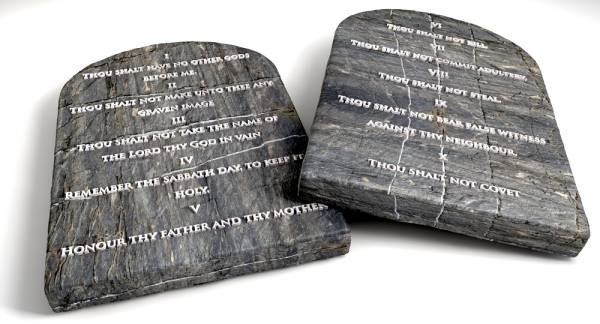 I
THOU SHALT HAVE NO OTHER GODS
BEFORE ME.
II
THOU SHALT NOT MAKE UNTO THEE ANY
GRAVEN IMAGE
III
THOU SHALT NOT TAKE THE NAME OF
THE LORD THY GOD IN VAIN
IV
REMEMBER THE SABBATH DAY, TO KEEP IT
HOLY.
V
HONOUR THY FATHER AND THY MOTHER
VI
THOU SHALT NOT KILL.
VII
THOU SHALT NOT COMMIT ADULTERY.
VIII
THOU SHALT NOT STEAL.
IX
THOU SHALT NOT BEAR FALSE WITNESS
AGAINST THY NEIGHBOUR.
X
THOU SHALT NOT COVET